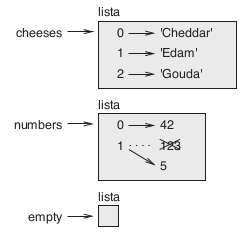 lista
cheeses
0 'Cheddar'
1 'Edam'
2 'Gouda'
lista
numbers
0 42
1 123
5
lista
empty